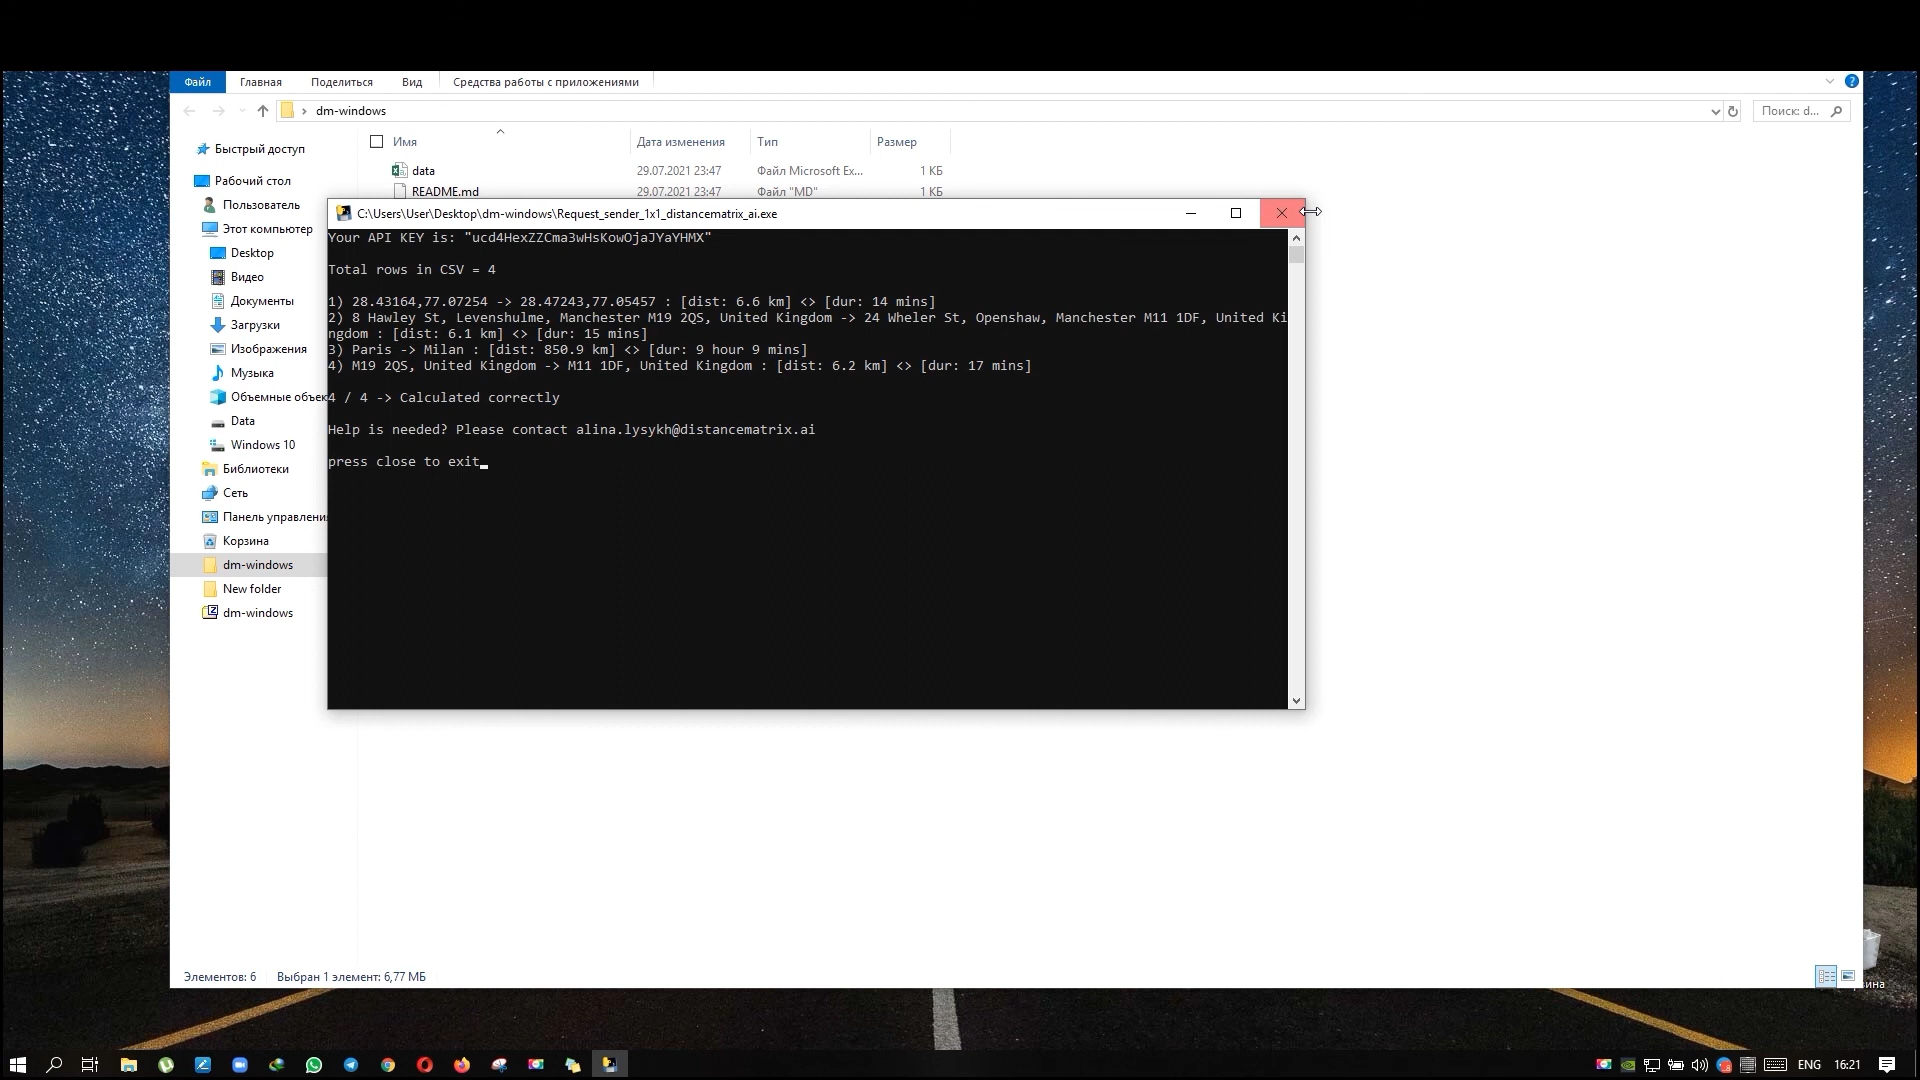 Файл Главная Поделиться Вид Средства работы с приложениями
dm-windows
Поиск: d...
Имя Дата изменения Тип Размер
data 29.07.2021 23:47 Файл Microsoft Ex... 1 КБ
README.md 29.07.2021 23:47 Файл "MD" 1 КБ
Быстрый доступ
Рабочий стол
Пользователь
Этот компьютер
Desktop
Видео
Документы
Загрузки
Изображения
Музыка
Объемные объек
Data
Windows 10
Библиотеки
Сеть
Панель управлени
Корзина
dm-windows
New folder
dm-windows
C:\Users\User\Desktop\dm-windows\Request_sender_1x1_distancematrix_ai.exe
Your API KEY is: "ucd4HexZZCma3wHsKowOjaJYaYHMX"
Total rows in CSV = 4
1) 28.43164,77.07254 -> 28.47243,77.05457 : [dist: 6.6 km] <> [dur: 14 mins]
2) 8 Hawley St, Levenshulme, Manchester M19 2QS, United Kingdom -> 24 Wheler St, Openshaw, Manchester M11 1DF, United Ki
ngdom : [dist: 6.1 km] <> [dur: 15 mins]
3) Paris -> Milan : [dist: 850.9 km] <> [dur: 9 hour 9 mins]
4) M19 2QS, United Kingdom -> M11 1DF, United Kingdom : [dist: 6.2 km] <> [dur: 17 mins]
4 / 4 -> Calculated correctly
Help is needed? Please contact alina.lysykh@distancematrix.ai
press close to exit
Элементов: 6 Выбран 1 элемент: 6,77 МБ
зина
ENG 16:21